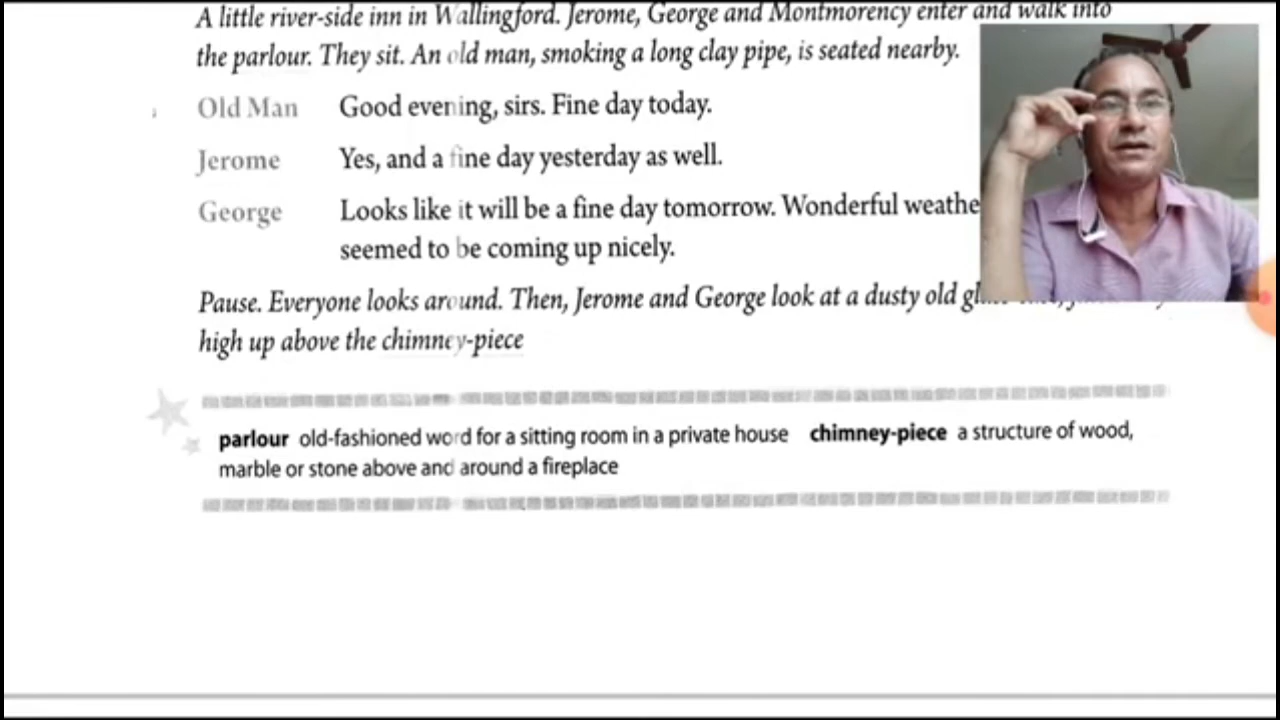 A little river-side inn in Wallingford. Jerome, George and Montmorency enter and walk into
the parlour. They sit. An old man, smoking a long clay pipe, is seated nearby.
Old Man Good evening, sirs. Fine day today.
Jerome Yes, and a fine day yesterday as well.
George Looks like it will be a fine day tomorrow. Wonderful weathe
seemed to be coming up nicely.
Pause. Everyone looks around. Then, Jerome and George look at a dusty old
high up above the chimney-piece
parlour old-fashioned word for a sitting room in a private house chimney-piece a structure of wood,
marble or stone above and around a fireplace